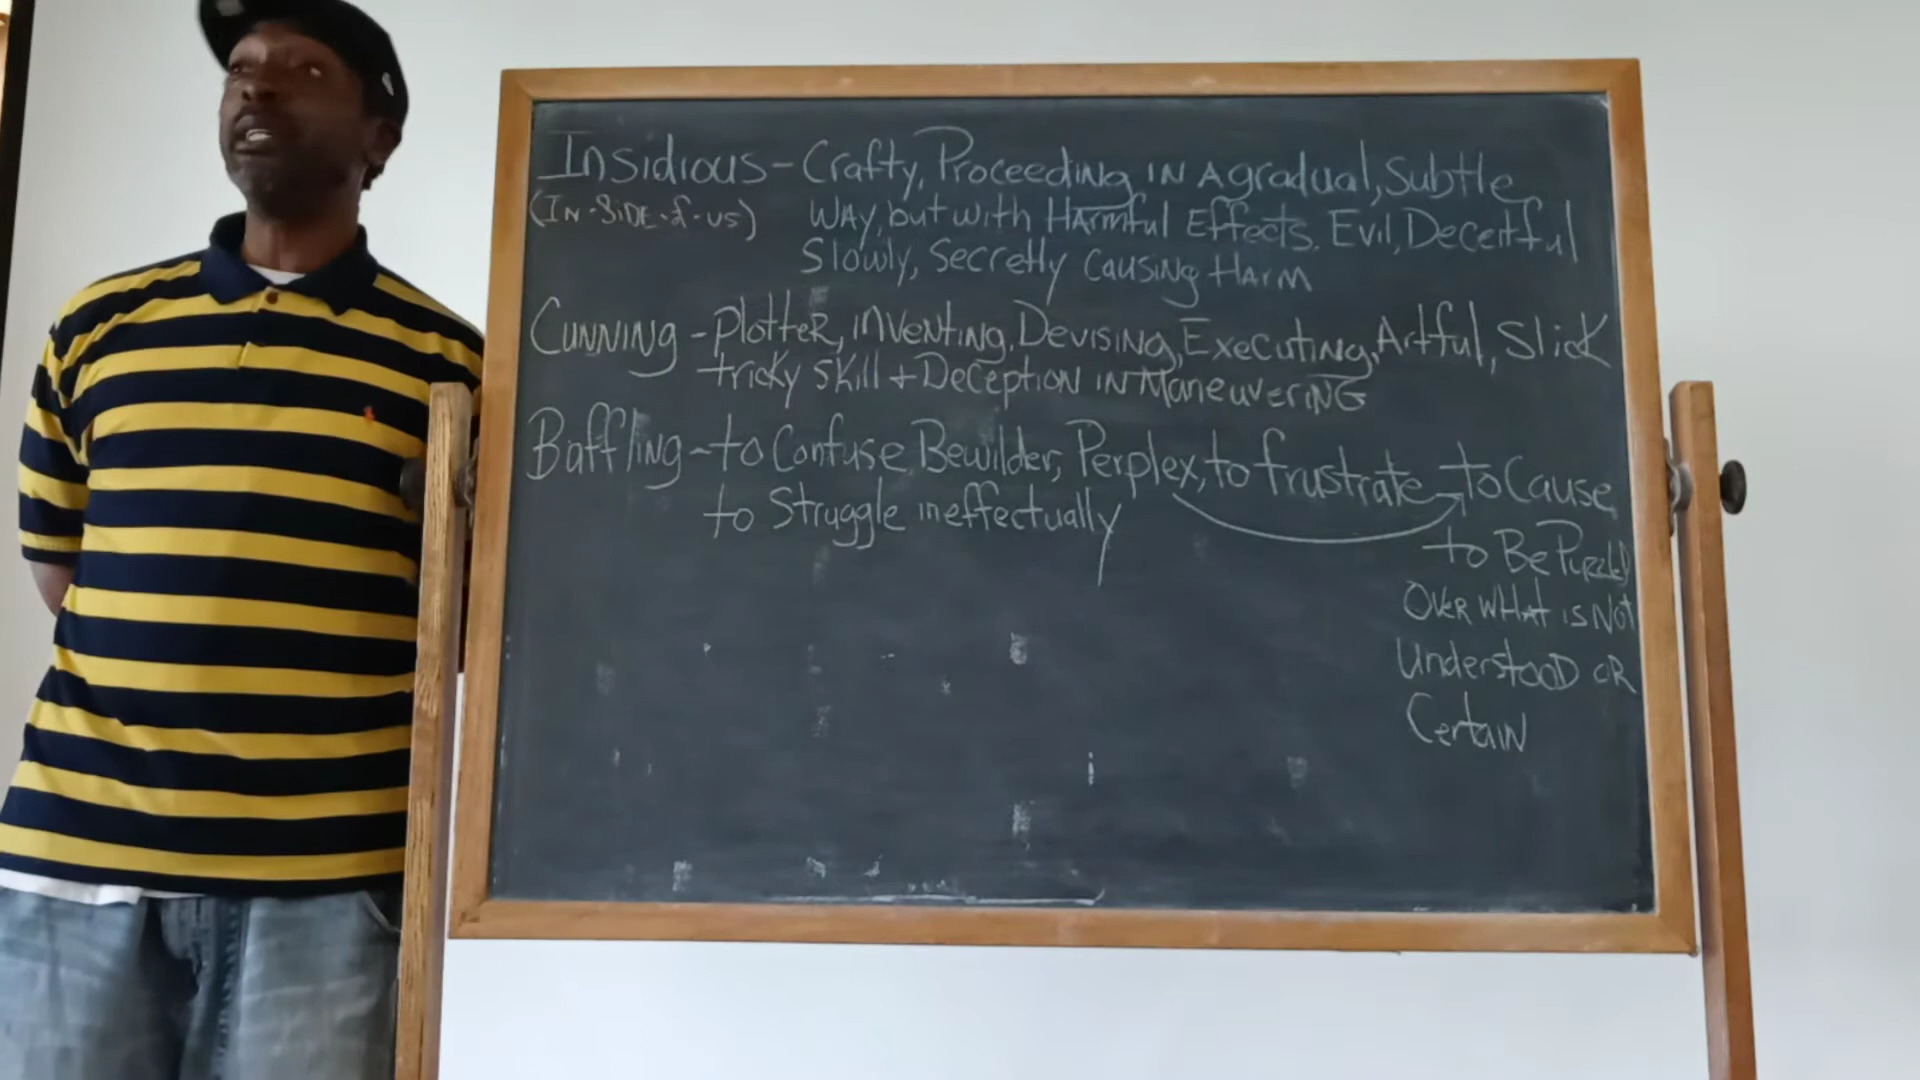 Insidious - Crafty, Proceeding IN A gradual, Subtle
(IN-SIDE-of-US) WAY, but with HArmful Effects. Evil, Deceitful
Slowly, Secretly CAUSINg HArm
CUNNINg - PlotteR, INVeNtiNg, DeVisiNg, ExeCutiNg, Artful, Slick
tricky Skill + DeceptioN iN MaNeuveriNG
Baffling - to Confuse, Bewilder, Perplex, to frustrate to Cause
to Struggle ineffectually
to Be Puzzled
OveR WHAt is Not
UnderstooD OR
CertaiN